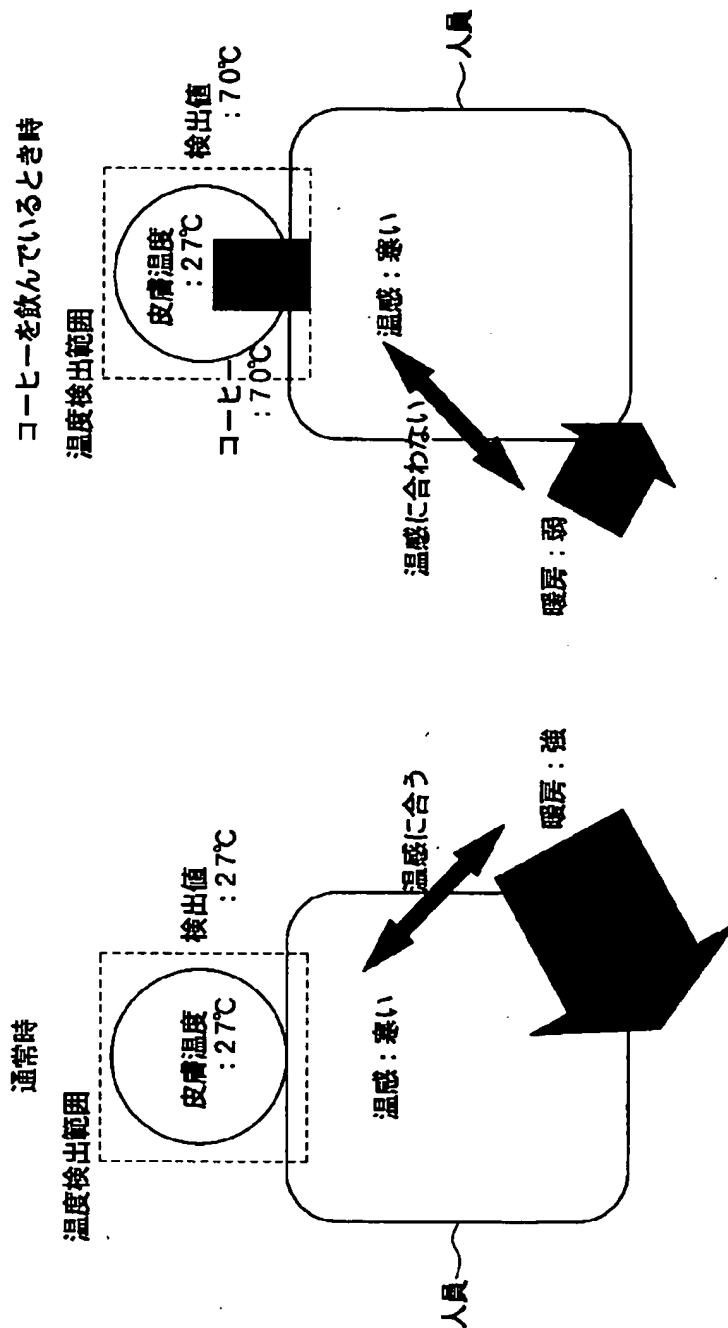 通常時
温度検出範囲
皮膚温度
:27℃
検出値
:27℃
温感:寒い
温感に合う
暖房:強
人員
コーヒーを飲んでいるとき時
温度検出範囲
皮膚温度
:27℃
検出値
:70℃
コーヒー
:70℃
温感:寒い
温感に合わない
暖房:弱
人員